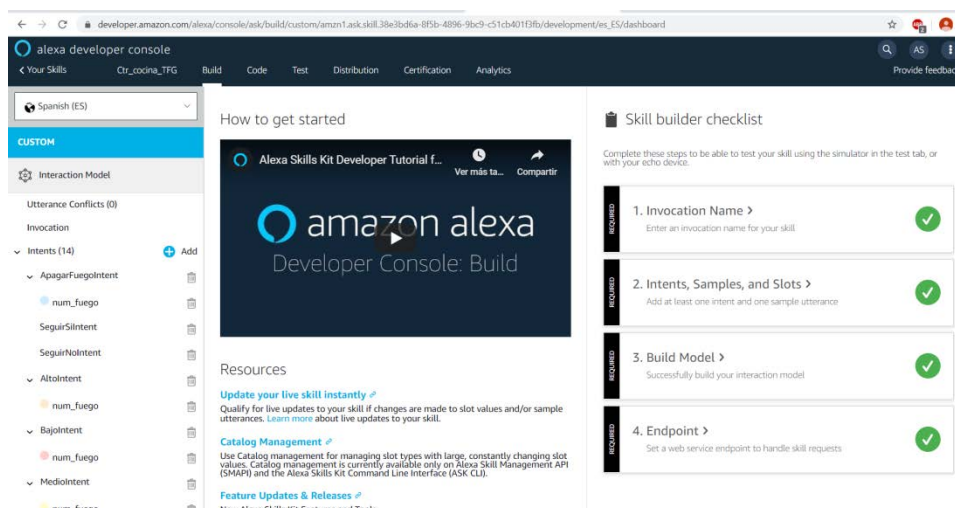 developer.amazon.com/alexa/console/ask/build/custom/amzn1.ask.skill.38e3bd6a-8f5b-4896-9bc9-c51cb401f3fb/development/es_ES/dashboard
alexa developer console
AS
Your Skills
Ctr_cocina_TFG
Build
Code
Test
Distribution
Certification
Analytics
Provide feedbac
Spanish (ES)
CUSTOM
Interaction Model
Utterance Conflicts (0)
Invocation
Intents (14)
Add
ApagarFuegoIntent
num_fuego
SeguirSiIntent
SeguirNoIntent
AltoIntent
num_fuego
BajoIntent
num_fuego
MedioIntent
num_fuego
How to get started
Alexa Skills Kit Developer Tutorial f...
Ver más ta...
Compartir
amazon alexa
Developer Console: Build
Resources
Update your live skill instantly
Qualify for live updates to your skill if changes are made to slot values and/or sample
utterances. Learn more about live updates to your skill.
Catalog Management
Use Catalog management for managing slot types with large, constantly changing slot
values. Catalog management is currently available only on Alexa Skill Management API
(SMAPI) and the Alexa Skills Kit Command Line Interface (ASK CLI).
Feature Updates & Releases
Skill builder checklist
Complete these steps to be able to test your skill using the simulator in the test tab, or
with your echo device.
REQUIRED
1. Invocation Name >
Enter an invocation name for your skill
REQUIRED
2. Intents, Samples, and Slots >
Add at least one intent and one sample utterance
REQUIRED
3. Build Model >
Successfully build your interaction model
REQUIRED
4. Endpoint >
Set a web service endpoint to handle skill requests